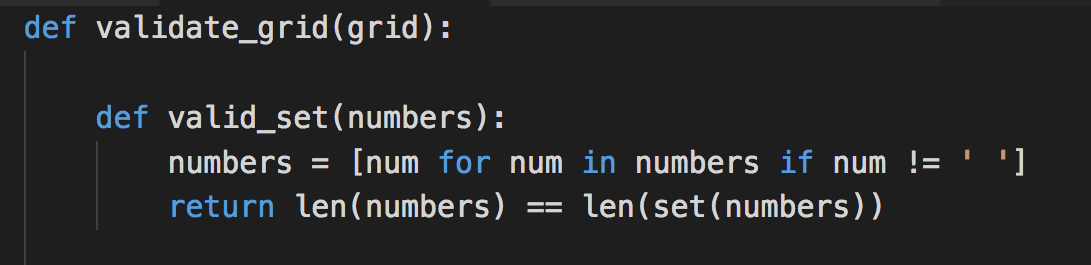 def validate_grid(grid):
    def valid_set(numbers):
        numbers = [num for num in numbers if num != ' ']
        return len(numbers) == len(set(numbers))